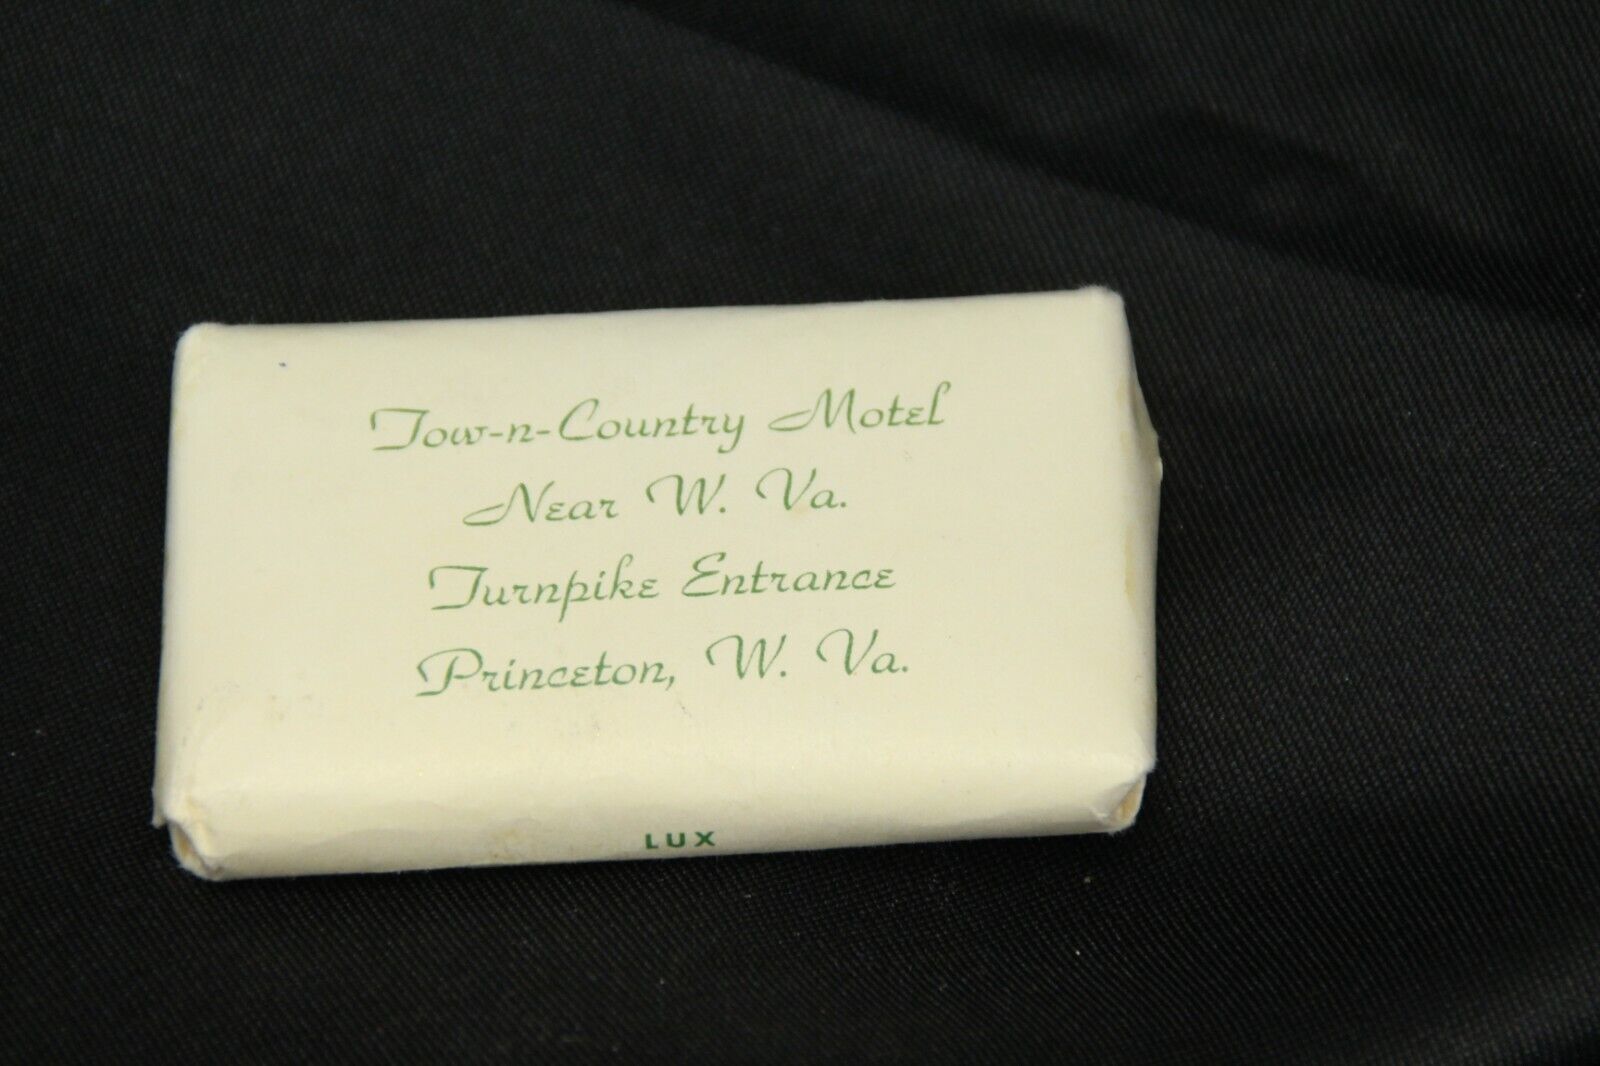 Tow-n-Country Motel
Near W. Va.
Turnpike Entrance
Princeton, W. Va.
LUX